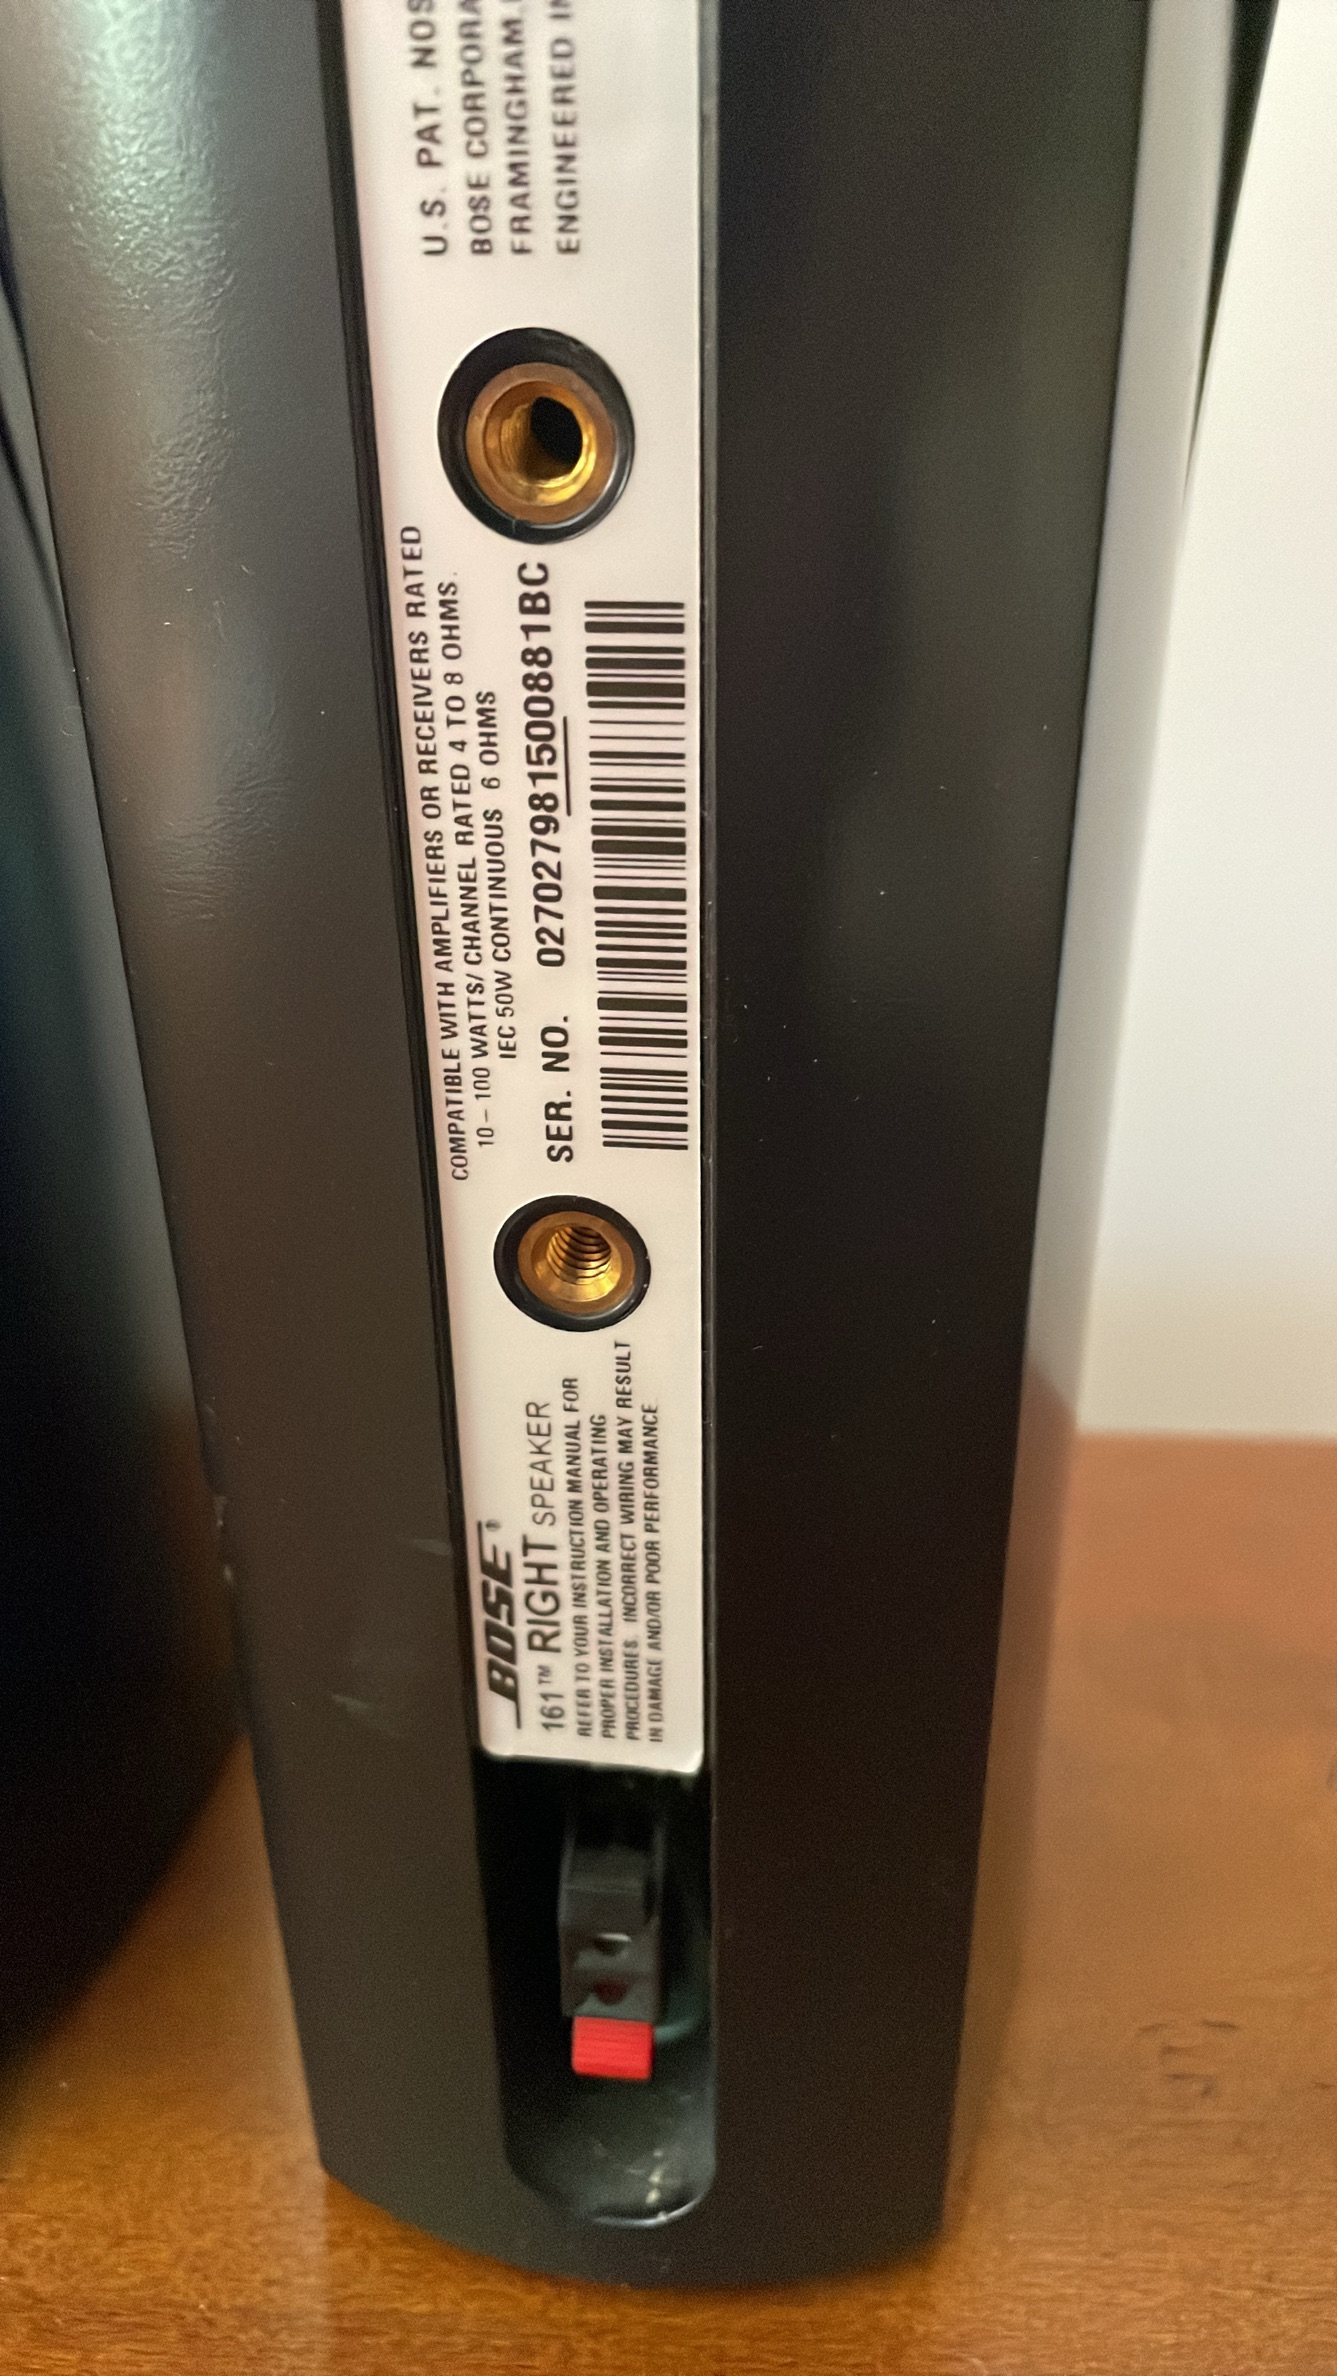 BOSE®
161™ RIGHT SPEAKER
REFER TO YOUR INSTRUCTION MANUAL FOR
PROPER INSTALLATION AND OPERATING
PROCEDURES. INCORRECT WIRING MAY RESULT
IN DAMAGE AND/OR POOR PERFORMANCE
COMPATIBLE WITH AMPLIFIERS OR RECEIVERS RATED
10 – 100 WATTS/ CHANNEL RATED 4 TO 8 OHMS.
IEC 50W CONTINUOUS 6 OHMS
SER. NO. 027027981500881BC
U.S. PAT. NOS
BOSE CORPORA
FRAMINGHAM,
ENGINEERED IN